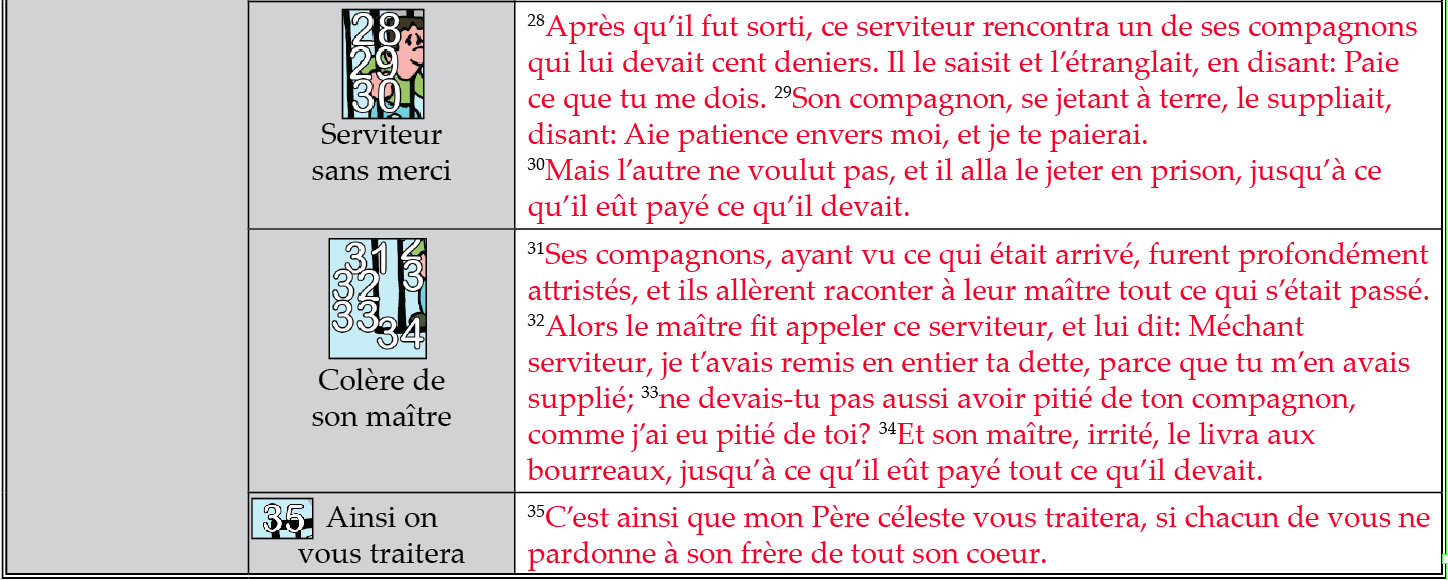 28
29
30
Serviteur
sans merci
28Après qu’il fut sorti, ce serviteur rencontra un de ses compagnons
qui lui devait cent deniers. Il le saisit et l’étranglait, en disant: Paie
ce que tu me dois. 29Son compagnon, se jetant à terre, le suppliait,
disant: Aie patience envers moi, et je te paierai.
30Mais l’autre ne voulut pas, et il alla le jeter en prison, jusqu’à ce
qu’il eût payé ce qu’il devait.
31 2
32 3
33
34
Colère de
son maître
31Ses compagnons, ayant vu ce qui était arrivé, furent profondément
attristés, et ils allèrent raconter à leur maître tout ce qui s’était passé.
32Alors le maître fit appeler ce serviteur, et lui dit: Méchant
serviteur, je t’avais remis en entier ta dette, parce que tu m’en avais
supplié; 33ne devais-tu pas aussi avoir pitié de ton compagnon,
comme j’ai eu pitié de toi? 34Et son maître, irrité, le livra aux
bourreaux, jusqu’à ce qu’il eût payé tout ce qu’il devait.
35 Ainsi on
vous traitera
35C’est ainsi que mon Père céleste vous traitera, si chacun de vous ne
pardonne à son frère de tout son coeur.